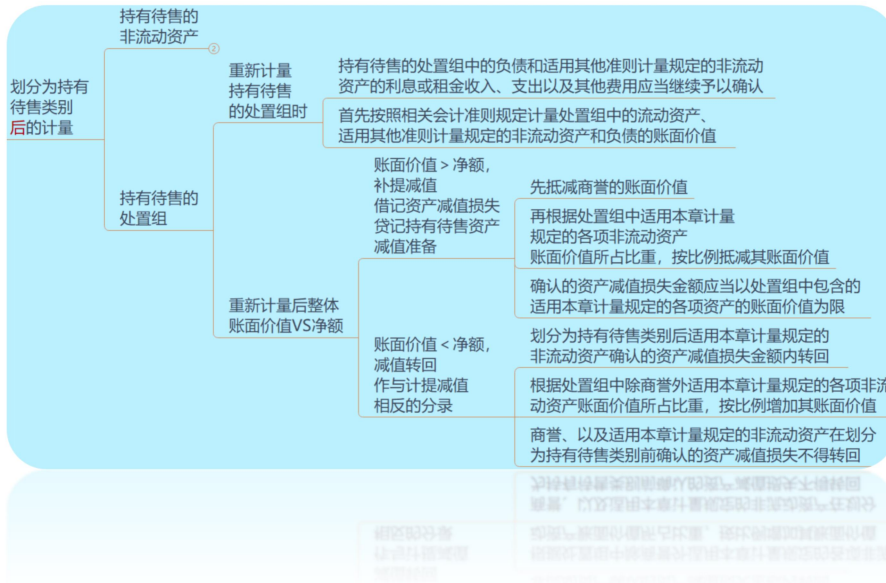 划分为持有
待售类别
后的计量
持有待售的
非流动资产
②
持有待售的
处置组
重新计量
持有待售
的处置组时
持有待售的处置组中的负债和适用其他准则计量规定的非流动
资产的利息或租金收入、支出以及其他费用应当继续予以确认
首先按照相关会计准则规定计量处置组中的流动资产、
适用其他准则计量规定的非流动资产和负债的账面价值
重新计量后整体
账面价值VS净额
账面价值＞净额，
补提减值
借记资产减值损失
贷记持有待售资产
减值准备
先抵减商誉的账面价值
再根据处置组中适用本章计量
规定的各项非流动资产
账面价值所占比重，按比例抵减其账面价值
确认的资产减值损失金额应当以处置组中包含的
适用本章计量规定的各项资产的账面价值为限
账面价值＜净额，
减值转回
作与计提减值
相反的分录
划分为持有待售类别后适用本章计量规定的
非流动资产确认的资产减值损失金额内转回
根据处置组中除商誉外适用本章计量规定的各项非流
动资产账面价值所占比重，按比例增加其账面价值
商誉、以及适用本章计量规定的非流动资产在划分
为持有待售类别前确认的资产减值损失不得转回